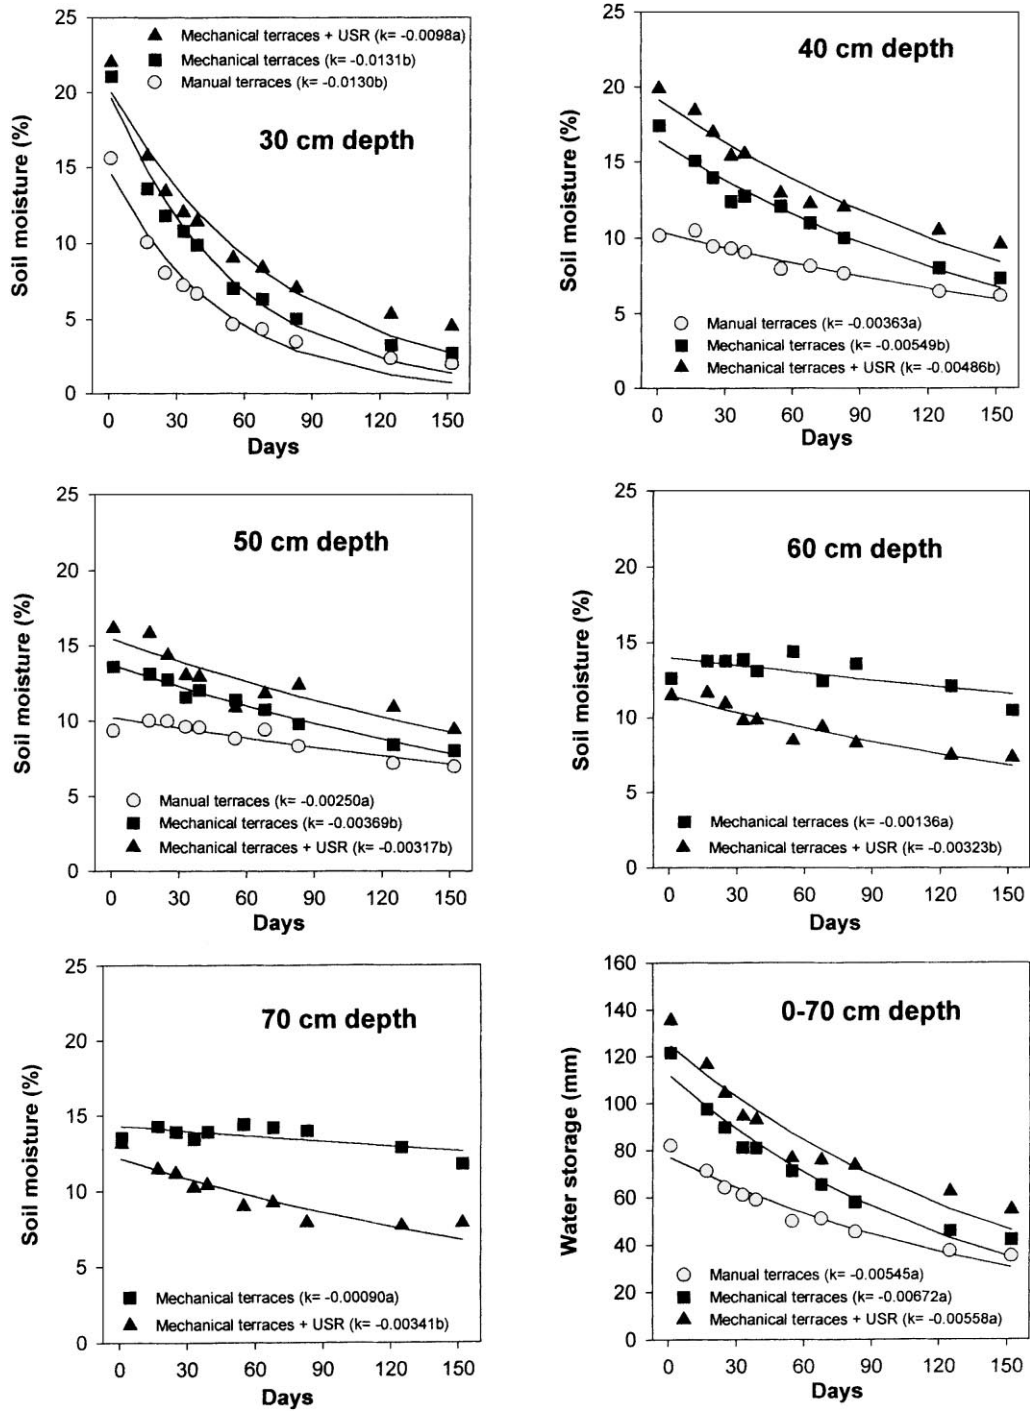 25
20
15
10
5
0
Soil moisture (%)
Mechanical terraces + USR (k= -0.0098a)
Mechanical terraces (k= -0.0131b)
Manual terraces (k= -0.0130b)
30 cm depth
0 30 60 90 120 150
Days
25
20
15
10
5
0
Soil moisture (%)
40 cm depth
Manual terraces (k= -0.00363a)
Mechanical terraces (k= -0.00549b)
Mechanical terraces + USR (k= -0.00486b)
0 30 60 90 120 150
Days
25
20
15
10
5
0
Soil moisture (%)
50 cm depth
Manual terraces (k= -0.00250a)
Mechanical terraces (k= -0.00369b)
Mechanical terraces + USR (k= -0.00317b)
0 30 60 90 120 150
Days
25
20
15
10
5
0
Soil moisture (%)
60 cm depth
Mechanical terraces (k= -0.00136a)
Mechanical terraces + USR (k= -0.00323b)
0 30 60 90 120 150
Days
25
20
15
10
5
0
Soil moisture (%)
70 cm depth
Mechanical terraces (k= -0.00090a)
Mechanical terraces + USR (k= -0.00341b)
0 30 60 90 120 150
Days
160
140
120
100
80
60
40
20
0
Water storage (mm)
0-70 cm depth
Manual terraces (k= -0.00545a)
Mechanical terraces (k= -0.00672a)
Mechanical terraces + USR (k= -0.00558a)
0 30 60 90 120 150
Days